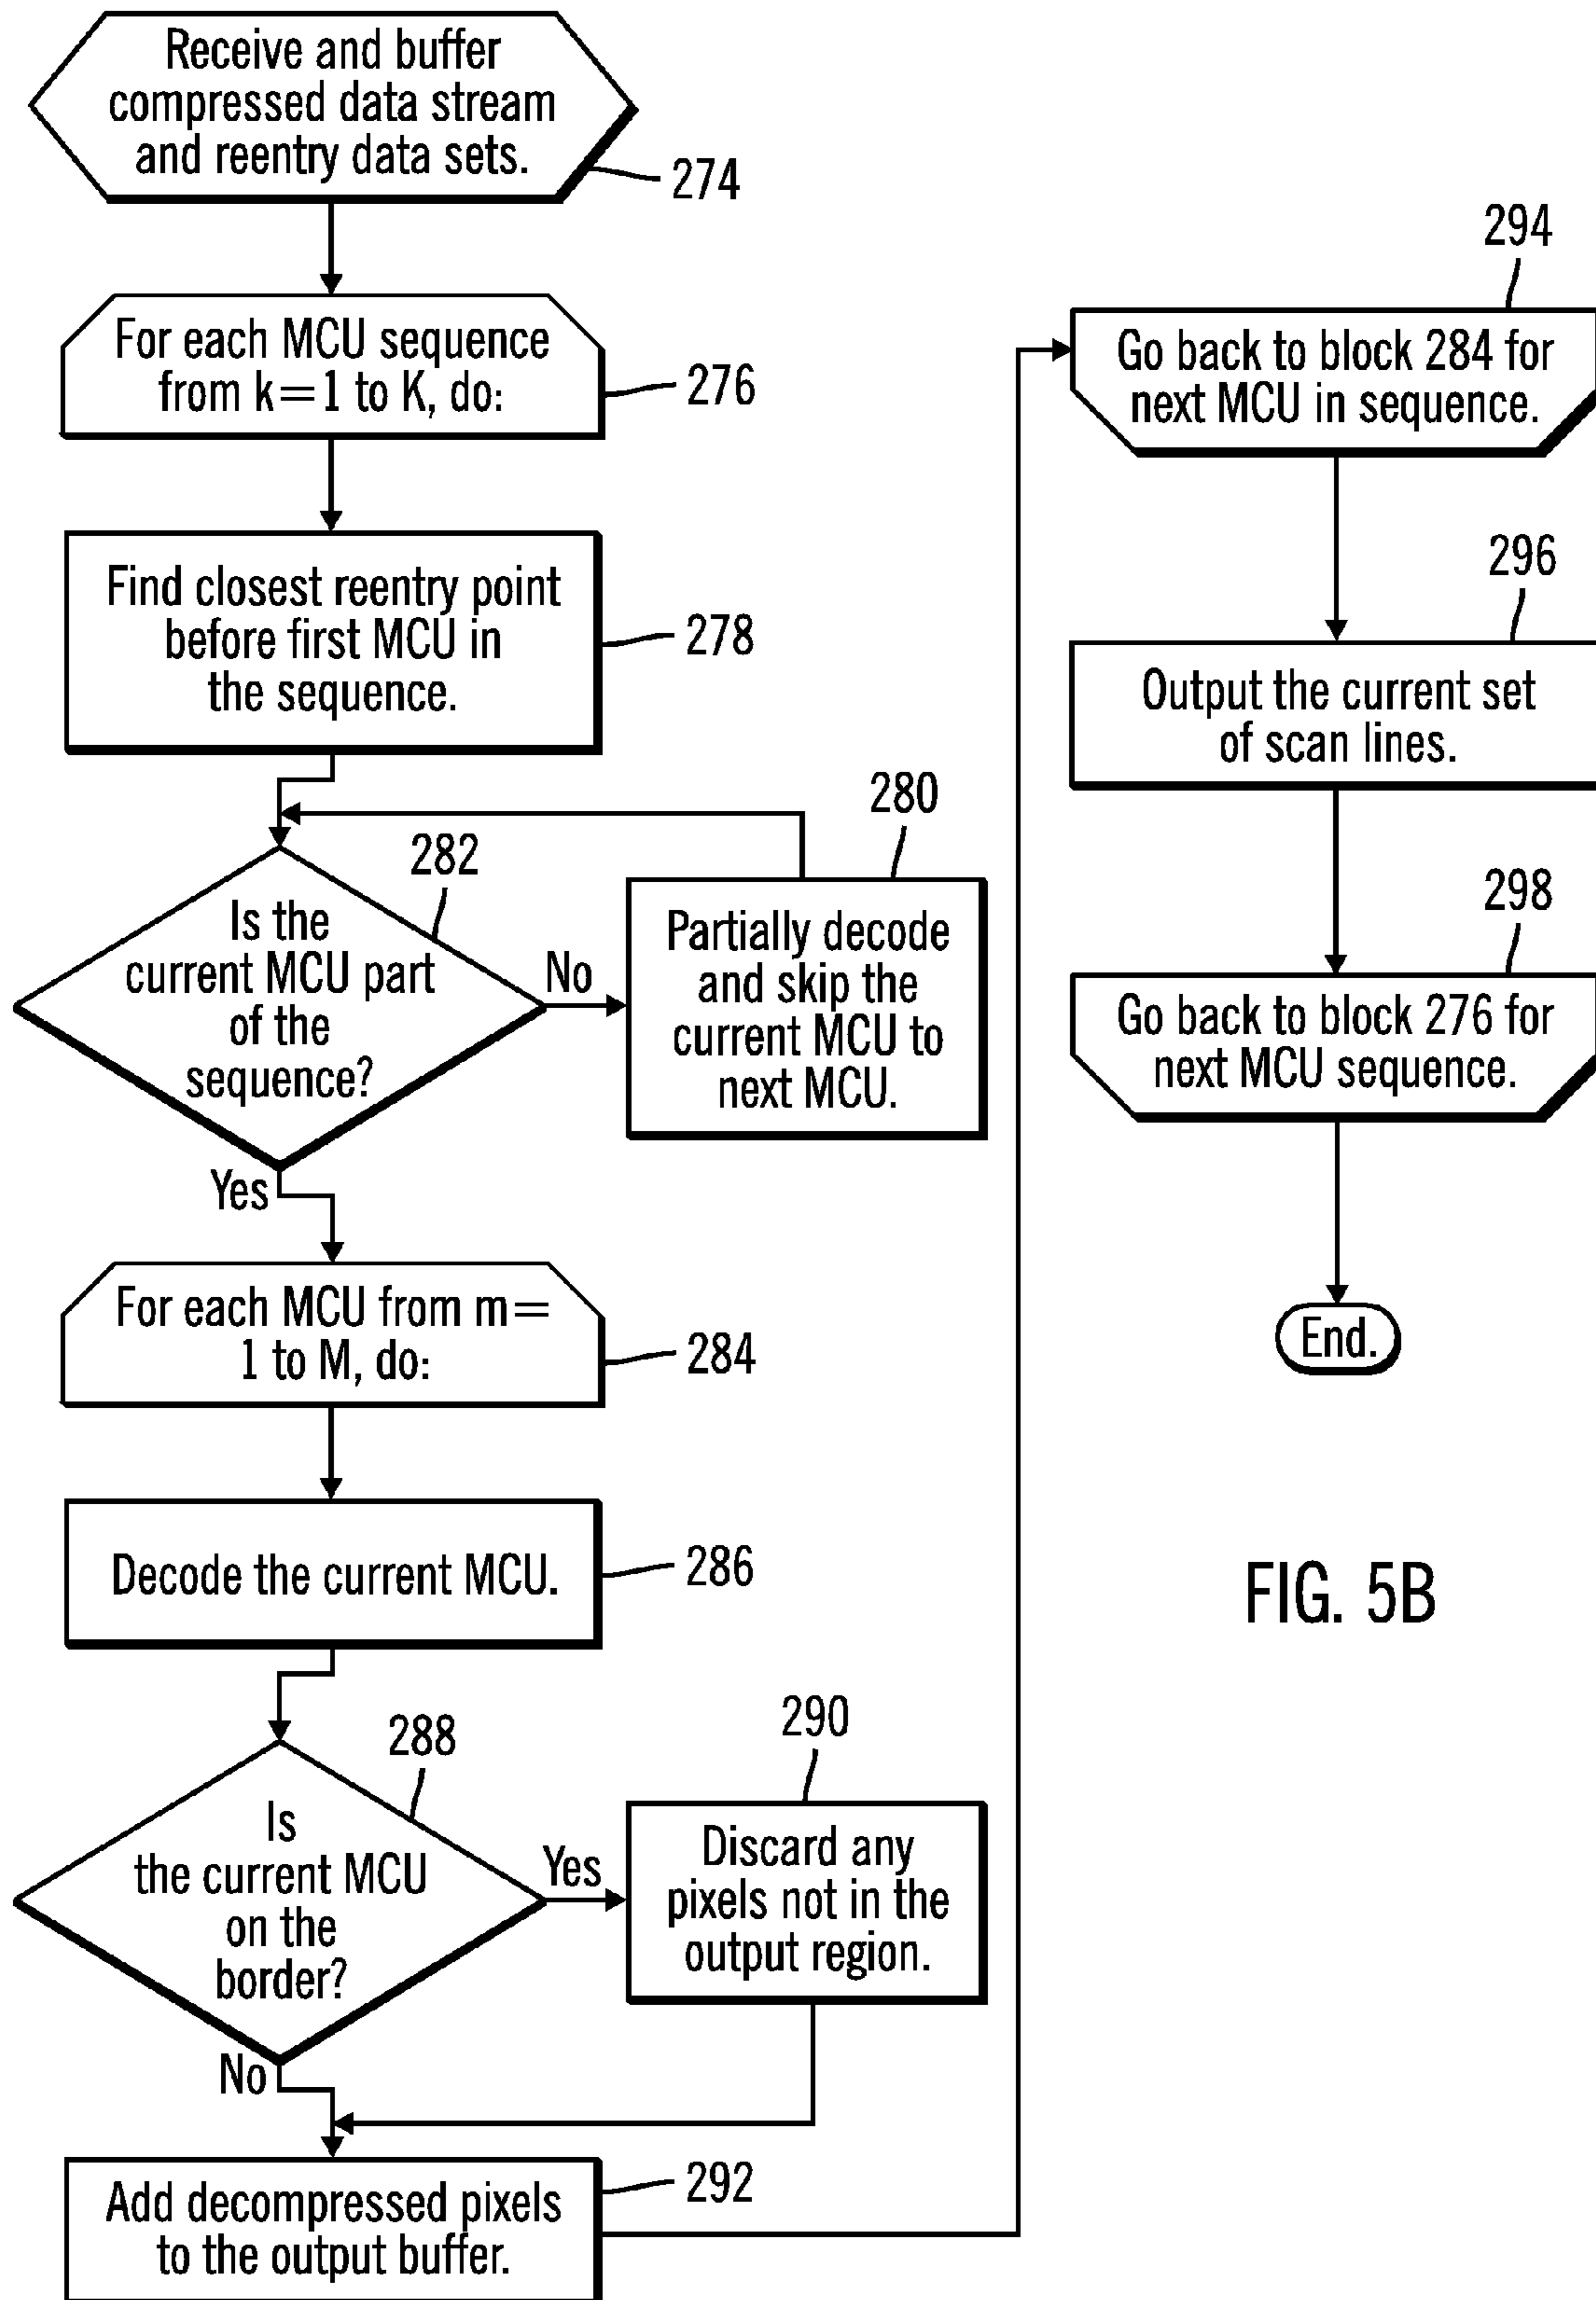 Receive and buffer
compressed data stream
and reentry data sets.
274
For each MCU sequence
from k=1 to K, do:
276
Find closest reentry point
before first MCU in
the sequence.
278
280
282
Is the
current MCU part
of the
sequence?
No
Partially decode
and skip the
current MCU to
next MCU.
Yes
For each MCU from m=
1 to M, do:
284
Decode the current MCU.
286
288
290
Is
the current MCU
on the
border?
Yes
Discard any
pixels not in the
output region.
No
Add decompressed pixels
to the output buffer.
292
294
Go back to block 284 for
next MCU in sequence.
296
Output the current set
of scan lines.
298
Go back to block 276 for
next MCU sequence.
End.
FIG. 5B